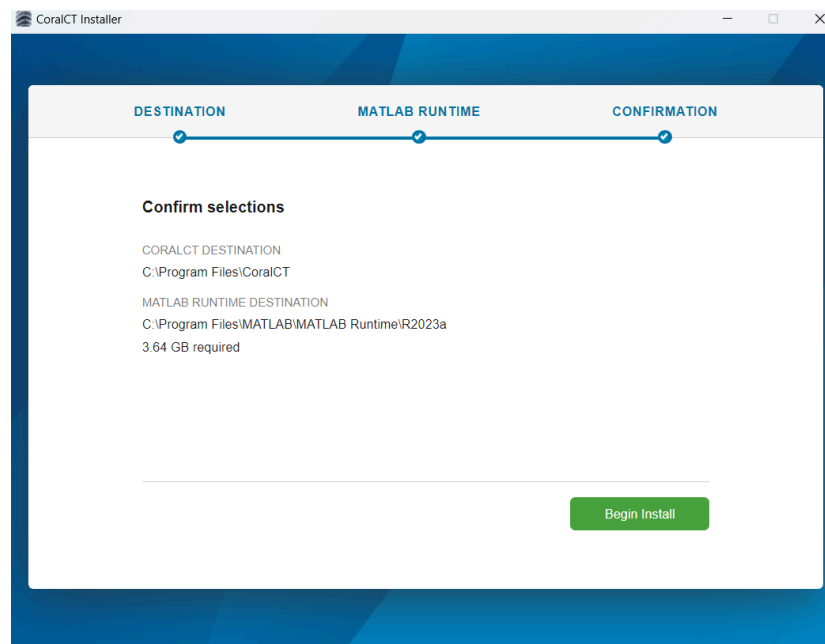 CoralCT Installer
DESTINATION MATLAB RUNTIME CONFIRMATION
Confirm selections
CORALCT DESTINATION
C:\Program Files\CoralCT
MATLAB RUNTIME DESTINATION
C:\Program Files\MATLAB\MATLAB Runtime\R2023a
3.64 GB required
Begin Install